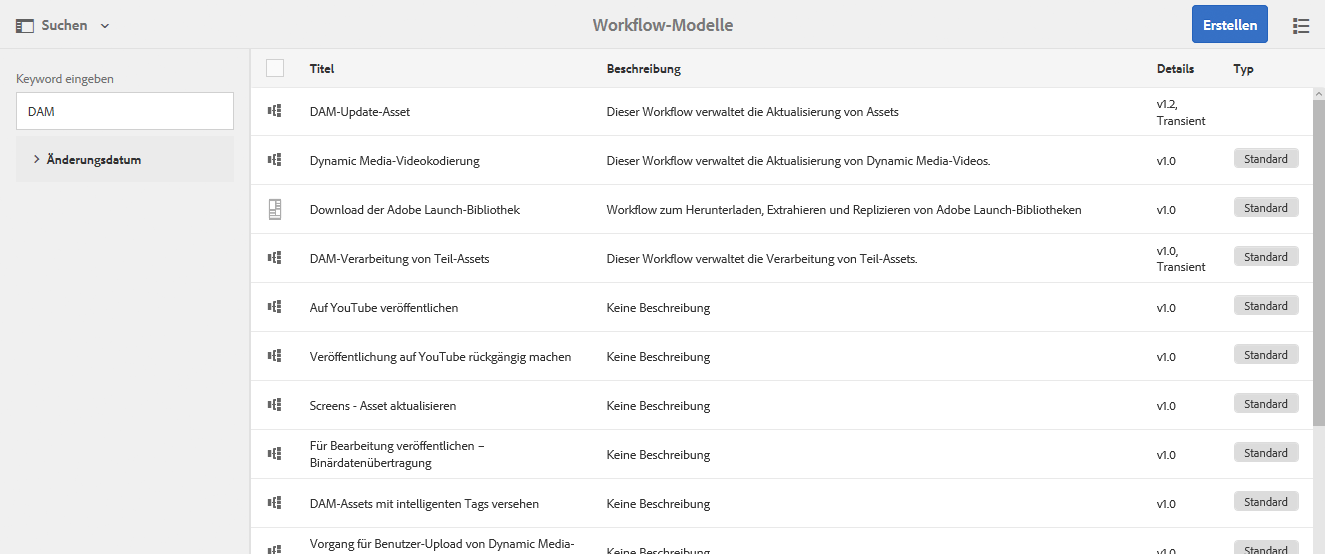 Suchen
Workflow-Modelle
Erstellen
Keyword eingeben
DAM
Änderungsdatum
Titel Beschreibung Details Typ
DAM-Update-Asset Dieser Workflow verwaltet die Aktualisierung von Assets v1.2,
Transient
Dynamic Media-Videokodierung Dieser Workflow verwaltet die Aktualisierung von Dynamic Media-Videos. v1.0 Standard
Download der Adobe Launch-Bibliothek Workflow zum Herunterladen, Extrahieren und Replizieren von Adobe Launch-Bibliotheken v1.0 Standard
DAM-Verarbeitung von Teil-Assets Dieser Workflow verwaltet die Verarbeitung von Teil-Assets. v1.0, Standard
Transient
Auf YouTube veröffentlichen Keine Beschreibung v1.0 Standard
Veröffentlichung auf YouTube rückgängig machen Keine Beschreibung v1.0 Standard
Screens - Asset aktualisieren Keine Beschreibung v1.0 Standard
Für Bearbeitung veröffentlichen –
Binärdatenübertragung Keine Beschreibung v1.0 Standard
DAM-Assets mit intelligenten Tags versehen Keine Beschreibung v1.0 Standard
Vorgang für Benutzer-Upload von Dynamic Media- Keine Beschreibung v1.0 Standard